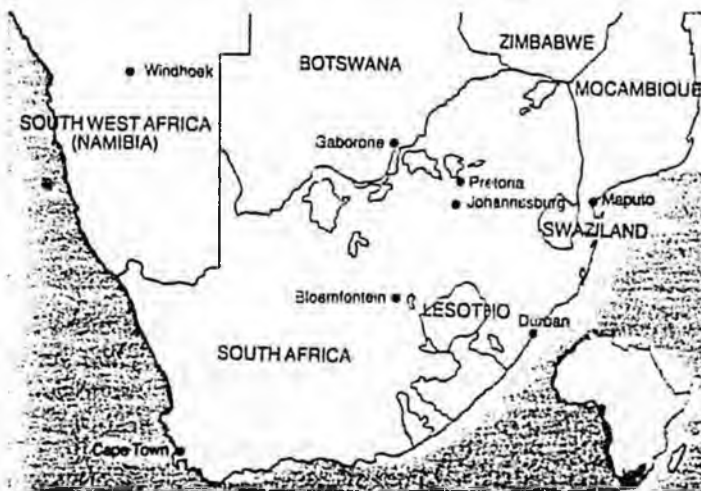 ZIMBABWE
BOTSWANA
Windhoek
MOCAMBIQUE
SOUTH WEST AFRICA
(NAMIBIA)
Gaborone
Pretoria
Johannesburg
Maputo
SWAZILAND
Bloemfontein
LESOTHO
Durban
SOUTH AFRICA
Cape Town